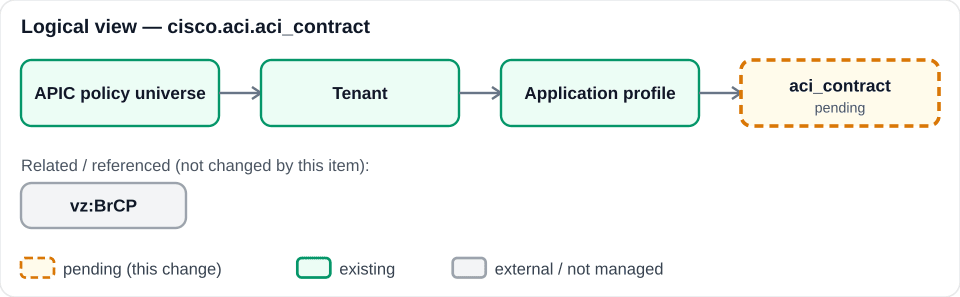 Logical view — cisco.aci.aci_contract
APIC policy universe
Tenant
Application profile
aci_contract
pending
Related / referenced (not changed by this item):
vz:BrCP
pending (this change)
existing
external / not managed